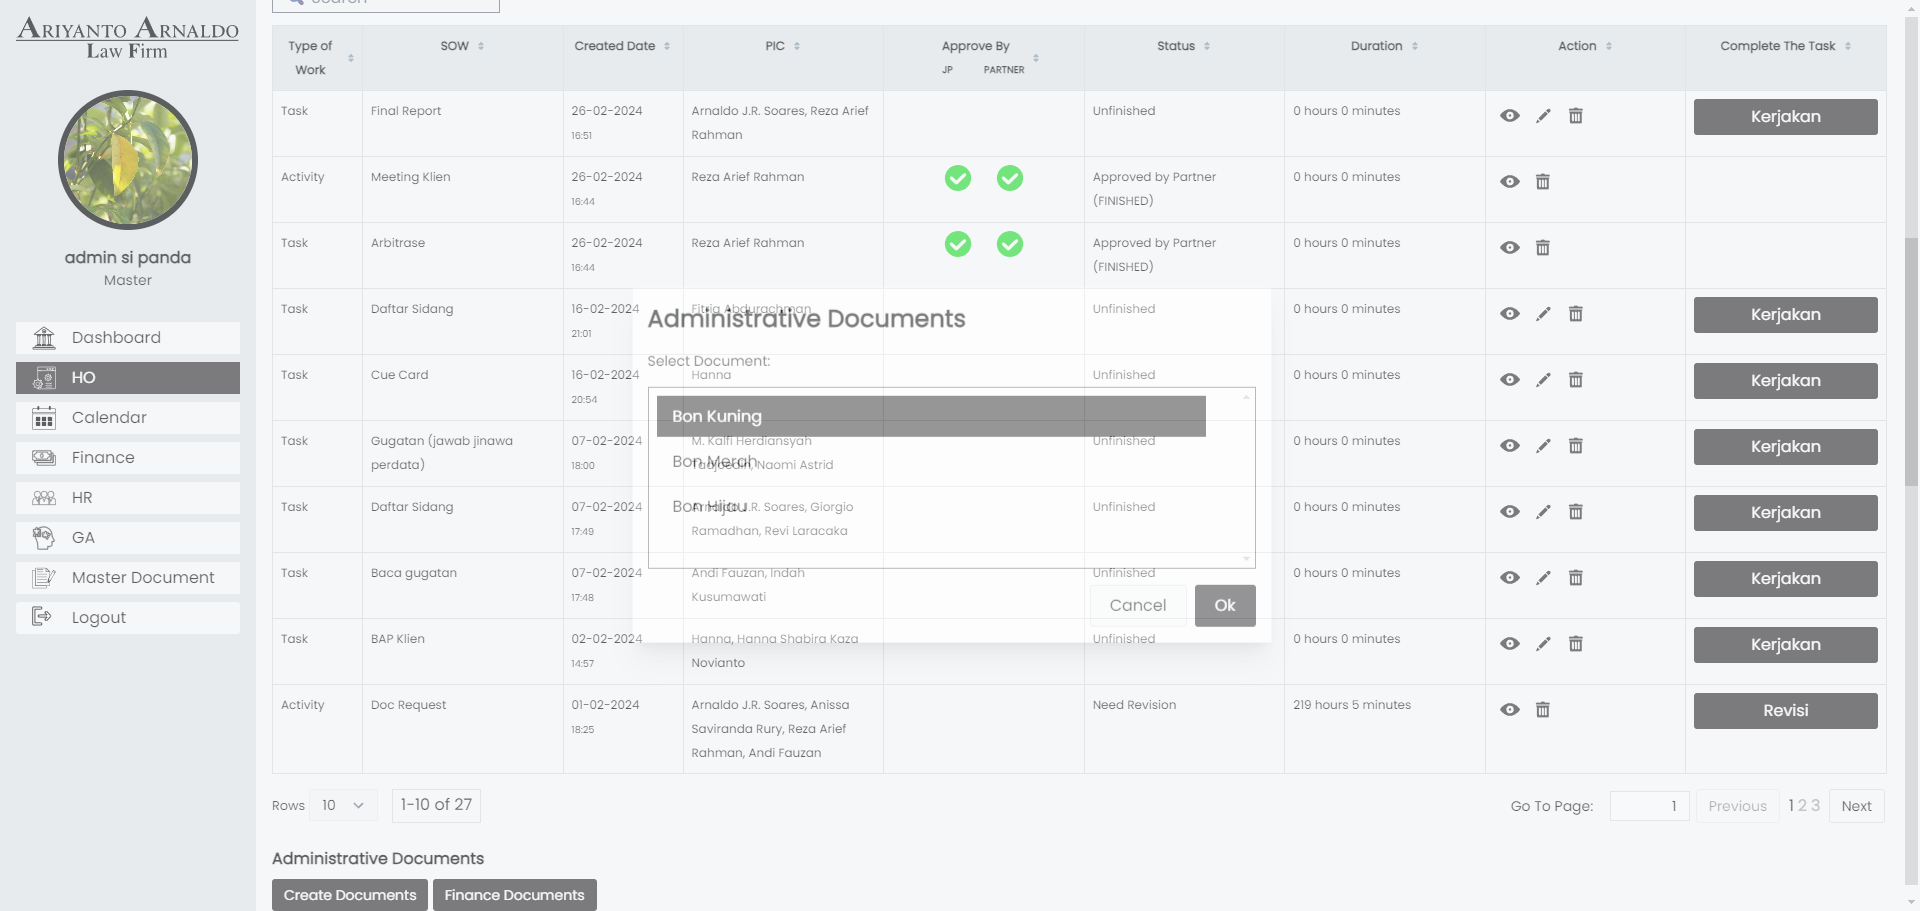 ARIYANTO ARNALDO
Law Firm
admin si panda
Master
Dashboard
HO
Calendar
Finance
HR
GA
Master Document
Logout
Search
Type of Work SOW Created Date PIC Approve By JP PARTNER Status Duration Action Complete The Task
Task Final Report 26-02-2024 16:51 Arnaldo J.R. Soares, Reza Arief Rahman Unfinished 0 hours 0 minutes Kerjakan
Activity Meeting Klien 26-02-2024 16:44 Reza Arief Rahman Approved by Partner (FINISHED) 0 hours 0 minutes
Task Arbitrase 26-02-2024 16:44 Reza Arief Rahman Approved by Partner (FINISHED) 0 hours 0 minutes
Task Daftar Sidang 16-02-2024 21:01 Fitria Abdurachman Unfinished 0 hours 0 minutes Kerjakan
Task Cue Card 16-02-2024 20:54 Hanna Unfinished 0 hours 0 minutes Kerjakan
Task Gugatan (jawab jinawa perdata) 07-02-2024 18:00 M. Kalfi Herdiansyah Naomi Astrid Unfinished 0 hours 0 minutes Kerjakan
Task Daftar Sidang 07-02-2024 17:49 Arnaldo J.R. Soares, Giorgio Ramadhan, Revi Laracaka Unfinished 0 hours 0 minutes Kerjakan
Task Baca gugatan 07-02-2024 17:48 Andi Fauzan, Indah Kusumawati Unfinished 0 hours 0 minutes Kerjakan
Task BAP Klien 02-02-2024 14:57 Hanna, Hanna Shabira Kaza Novianto Unfinished 0 hours 0 minutes Kerjakan
Activity Doc Request 01-02-2024 18:25 Arnaldo J.R. Soares, Anissa Saviranda Rury, Reza Arief Rahman, Andi Fauzan Need Revision 219 hours 5 minutes Revisi
Administrative Documents
Select Document:
Bon Kuning
Bon Merah
Bon Hijau
Cancel Ok
Rows 10 1-10 of 27 Go To Page: 1 Previous 1 2 3 Next
Administrative Documents
Create Documents Finance Documents